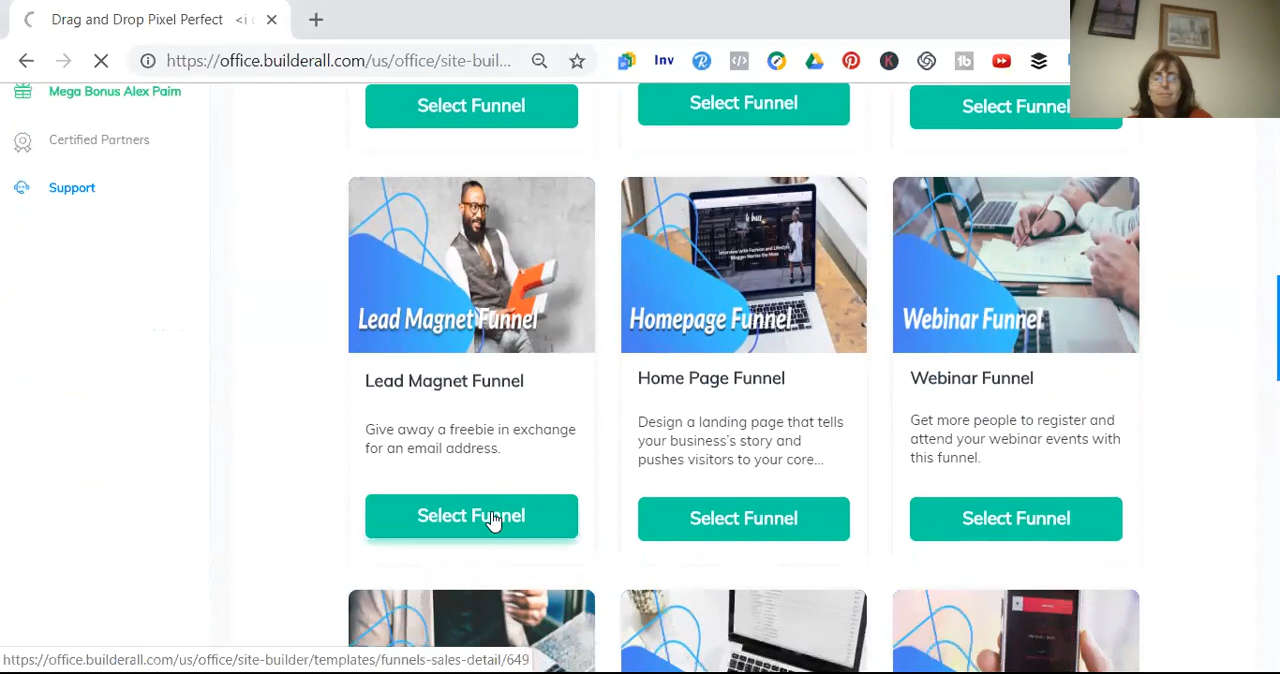 Drag and Drop Pixel Perfect <i
https://office.builderall.com/us/office/site-buil...
Inv
Mega Bonus Alex Paim
Certified Partners
Support
Select Funnel
Select Funnel
Select Funnel
Lead Magnet Funnel
Homepage Funnel
Webinar Funnel
Lead Magnet Funnel
Give away a freebie in exchange
for an email address.
Select Funnel
Home Page Funnel
Design a landing page that tells
your business's story and
pushes visitors to your core...
Select Funnel
Webinar Funnel
Get more people to register and
attend your webinar events with
this funnel.
Select Funnel
https://office.builderall.com/us/office/site-builder/templates/funnels-sales-detail/649